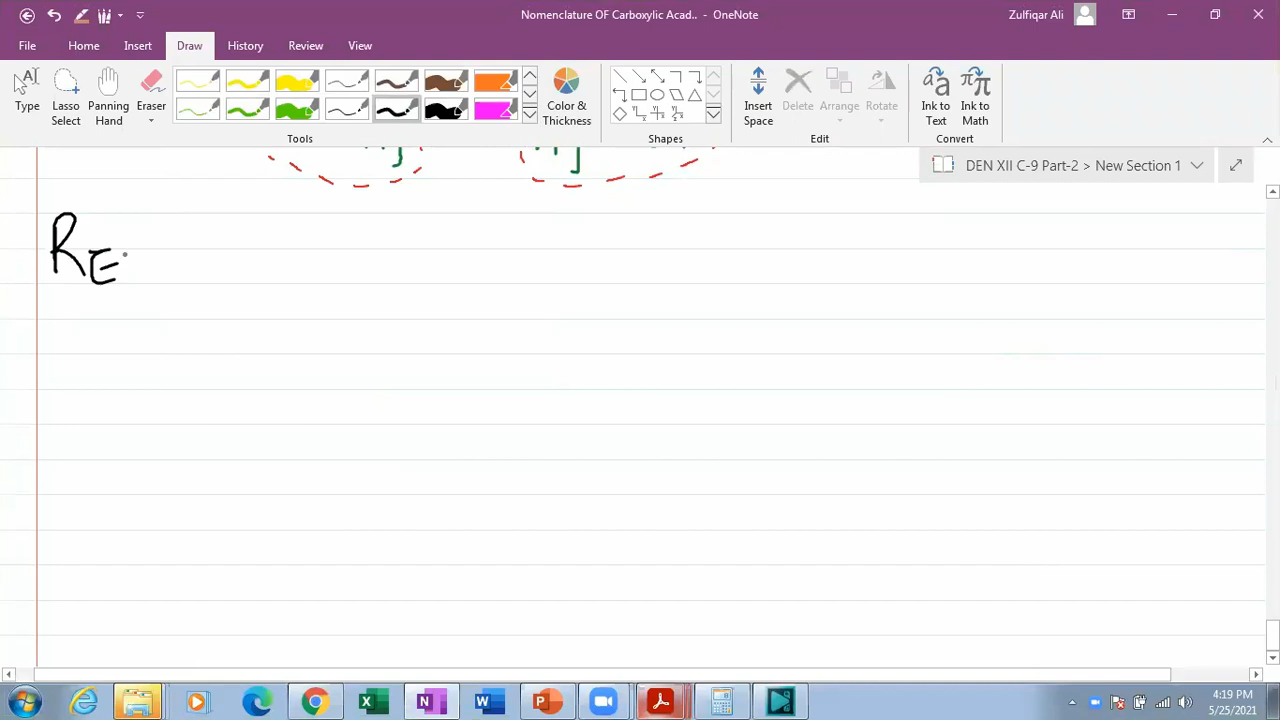 Nomenclature OF Carboxylic Acad.. - OneNote
Zulfiqar Ali
File Home Insert Draw History Review View
Type
Lasso Select
Panning Hand
Eraser
Color & Thickness
Insert Space
Delete
Arrange
Rotate
Ink to Text
Ink to Math
Tools
Shapes
Edit
Convert
DEN XII C-9 Part-2 > New Section 1
RE
4:19 PM
5/25/2021